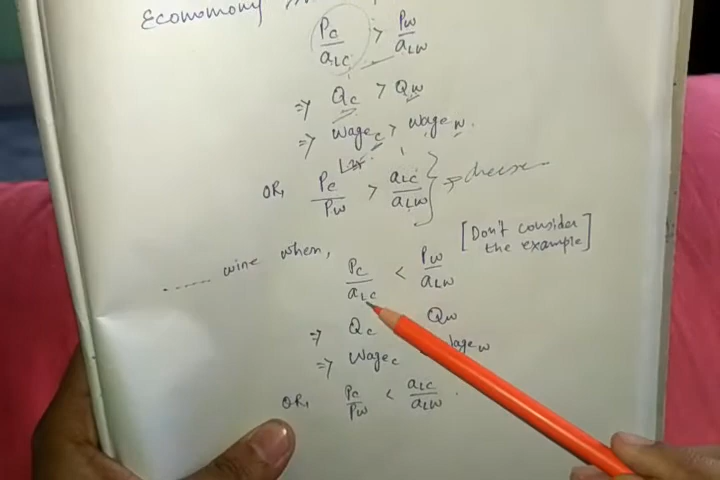 Econmomy
Pc/aLC > Pw/aLW
⇒ Qc > Qw
⇒ Wagec > Wagew.
OR, Pc/Pw > aLC/aLW } ⇒ cheese
...... wine when, [Don't consider the example]
Pc/aLC < Pw/aLW
⇒ Qc Qw
⇒ Wagec Wagew
OR, Pc/Pw < aLC/aLW .